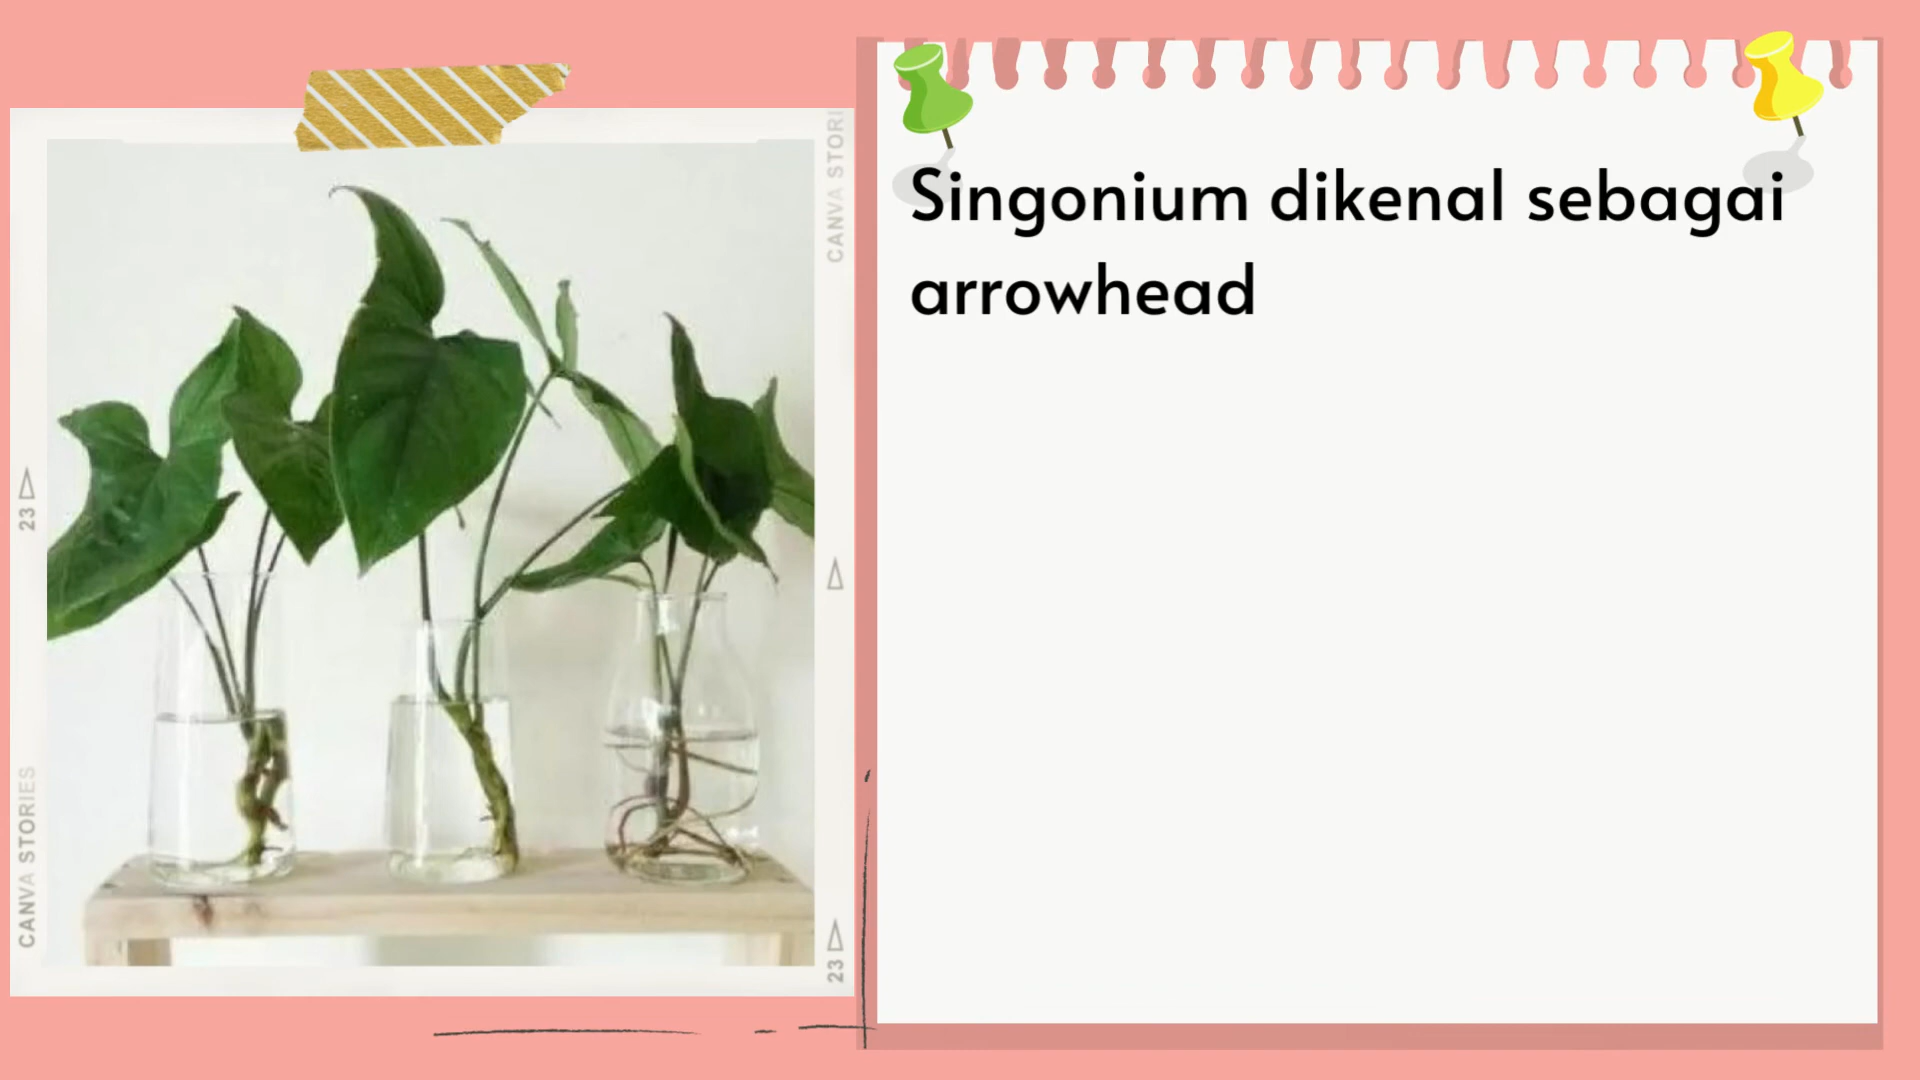 CANVA STORI
23
CANVA STORIES
23
Singonium dikenal sebagai
arrowhead